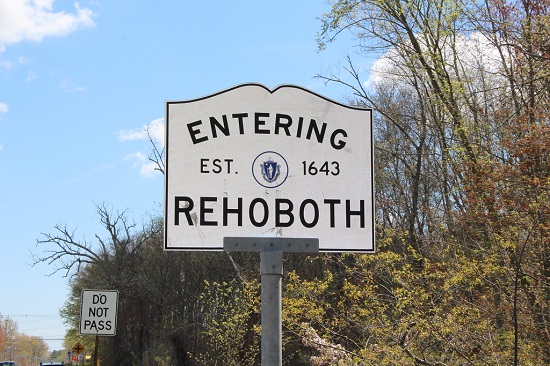 ENTERING
EST. 1643
REHOBOTH
DO
NOT
PASS